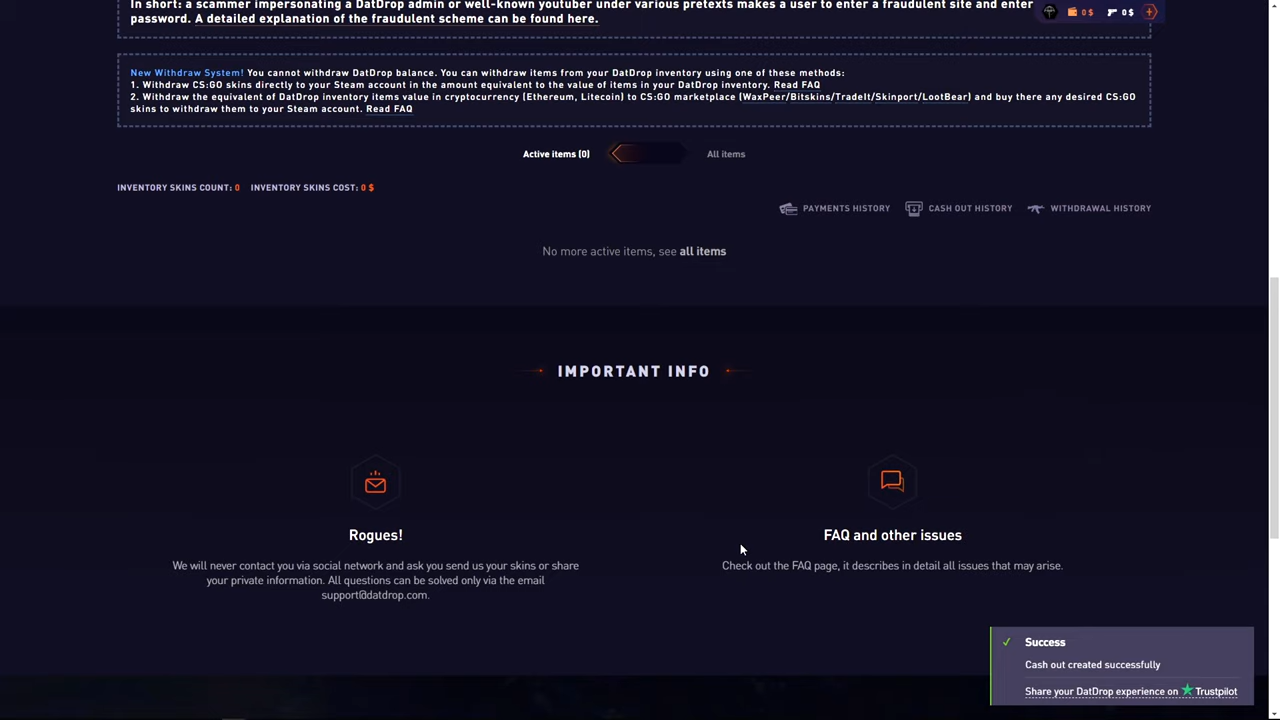 In short: a scammer impersonating a DatDrop admin or well-known youtuber under various pretexts makes a user to enter a fraudulent site and enter
password. A detailed explanation of the fraudulent scheme can be found here.
0 $ 0 $
New Withdraw System! You cannot withdraw DatDrop balance. You can withdraw items from your DatDrop inventory using one of these methods:
1. Withdraw CS:GO skins directly to your Steam account in the amount equivalent to the value of items in your DatDrop inventory. Read FAQ
2. Withdraw the equivalent of DatDrop inventory items value in cryptocurrency (Ethereum, Litecoin) to CS:GO marketplace (WaxPeer/Bitskins/TradeIt/Skinport/LootBear) and buy there any desired CS:GO
skins to withdraw them to your Steam account. Read FAQ
Active items (0) All items
INVENTORY SKINS COUNT: 0 INVENTORY SKINS COST: 0 $
PAYMENTS HISTORY CASH OUT HISTORY WITHDRAWAL HISTORY
No more active items, see all items
IMPORTANT INFO
Rogues!
We will never contact you via social network and ask you send us your skins or share
your private information. All questions can be solved only via the email
support@datdrop.com.
FAQ and other issues
Check out the FAQ page, it describes in detail all issues that may arise.
Success
Cash out created successfully
Share your DatDrop experience on Trustpilot